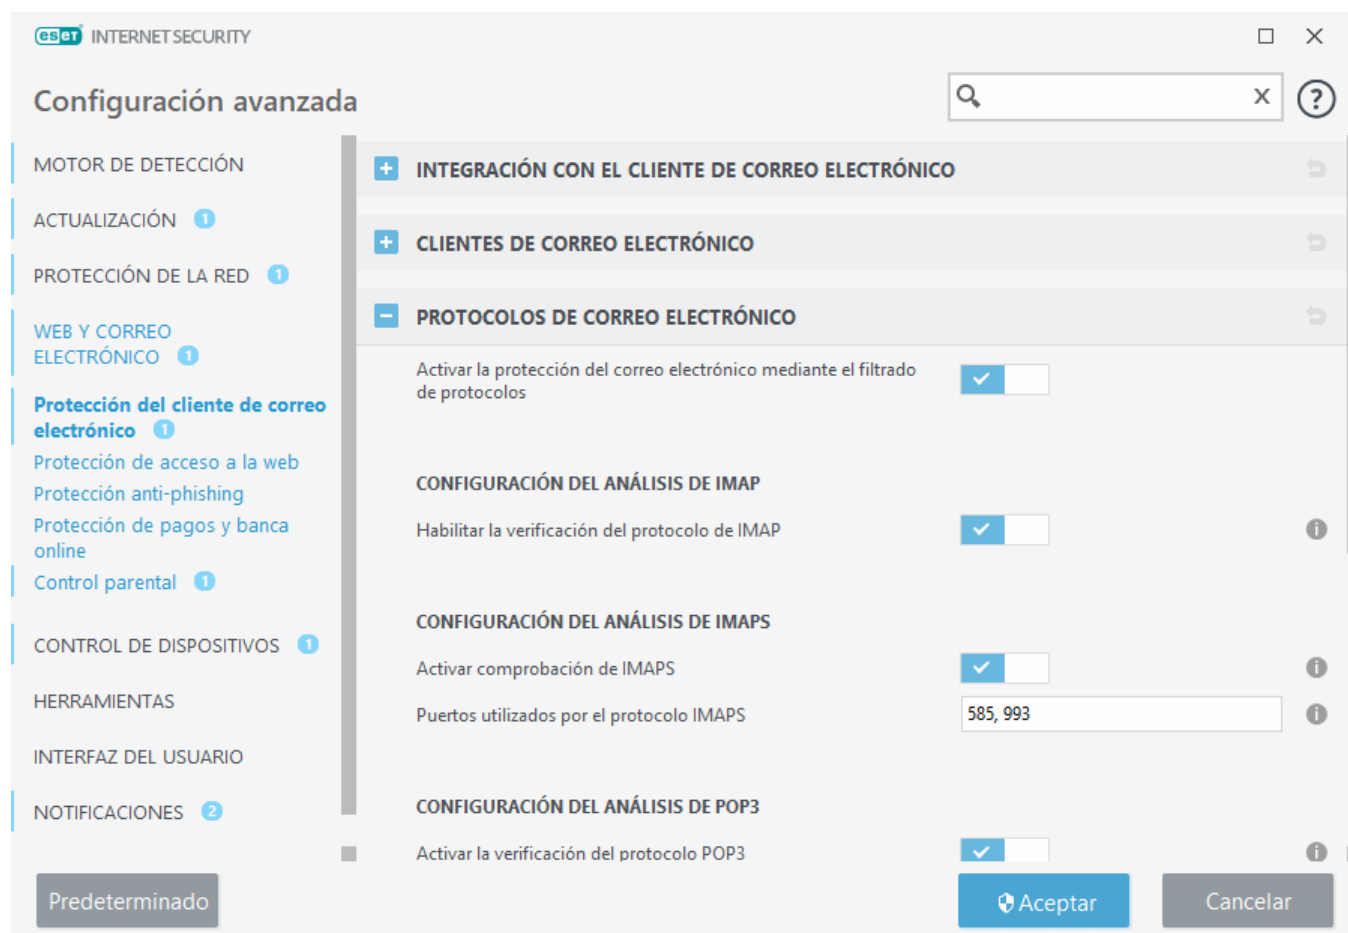 eset INTERNET SECURITY
Configuración avanzada
x
?
MOTOR DE DETECCIÓN
ACTUALIZACIÓN 1
PROTECCIÓN DE LA RED 1
WEB Y CORREO
ELECTRÓNICO 1
Protección del cliente de correo
electrónico 1
Protección de acceso a la web
Protección anti-phishing
Protección de pagos y banca
online
Control parental 1
CONTROL DE DISPOSITIVOS 1
HERRAMIENTAS
INTERFAZ DEL USUARIO
NOTIFICACIONES 2
INTEGRACIÓN CON EL CLIENTE DE CORREO ELECTRÓNICO
CLIENTES DE CORREO ELECTRÓNICO
PROTOCOLOS DE CORREO ELECTRÓNICO
Activar la protección del correo electrónico mediante el filtrado
de protocolos
CONFIGURACIÓN DEL ANÁLISIS DE IMAP
Habilitar la verificación del protocolo de IMAP
CONFIGURACIÓN DEL ANÁLISIS DE IMAPS
Activar comprobación de IMAPS
Puertos utilizados por el protocolo IMAPS 585, 993
CONFIGURACIÓN DEL ANÁLISIS DE POP3
Activar la verificación del protocolo POP3
Predeterminado
Aceptar
Cancelar